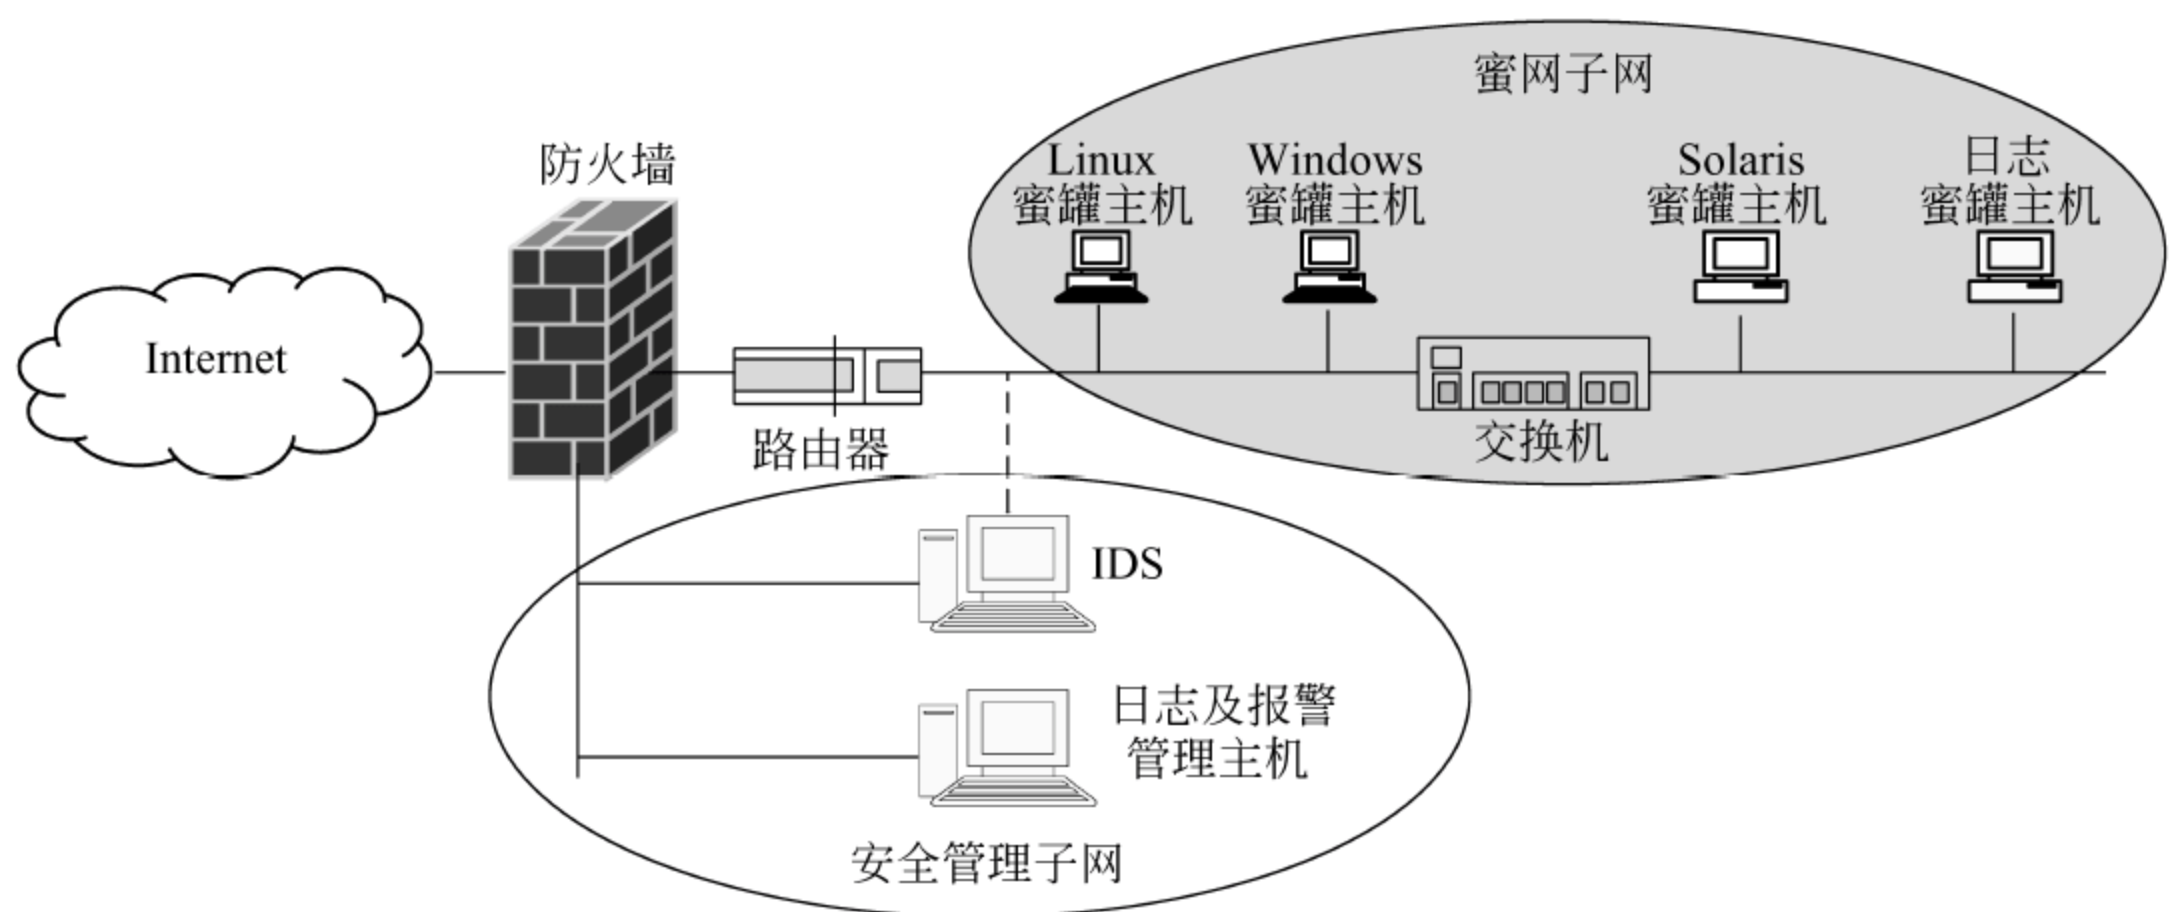 蜜网子网
防火墙
Linux
蜜罐主机
Windows
蜜罐主机
Solaris
蜜罐主机
日志
蜜罐主机
Internet
路由器
交换机
IDS
日志及报警
管理主机
安全管理子网